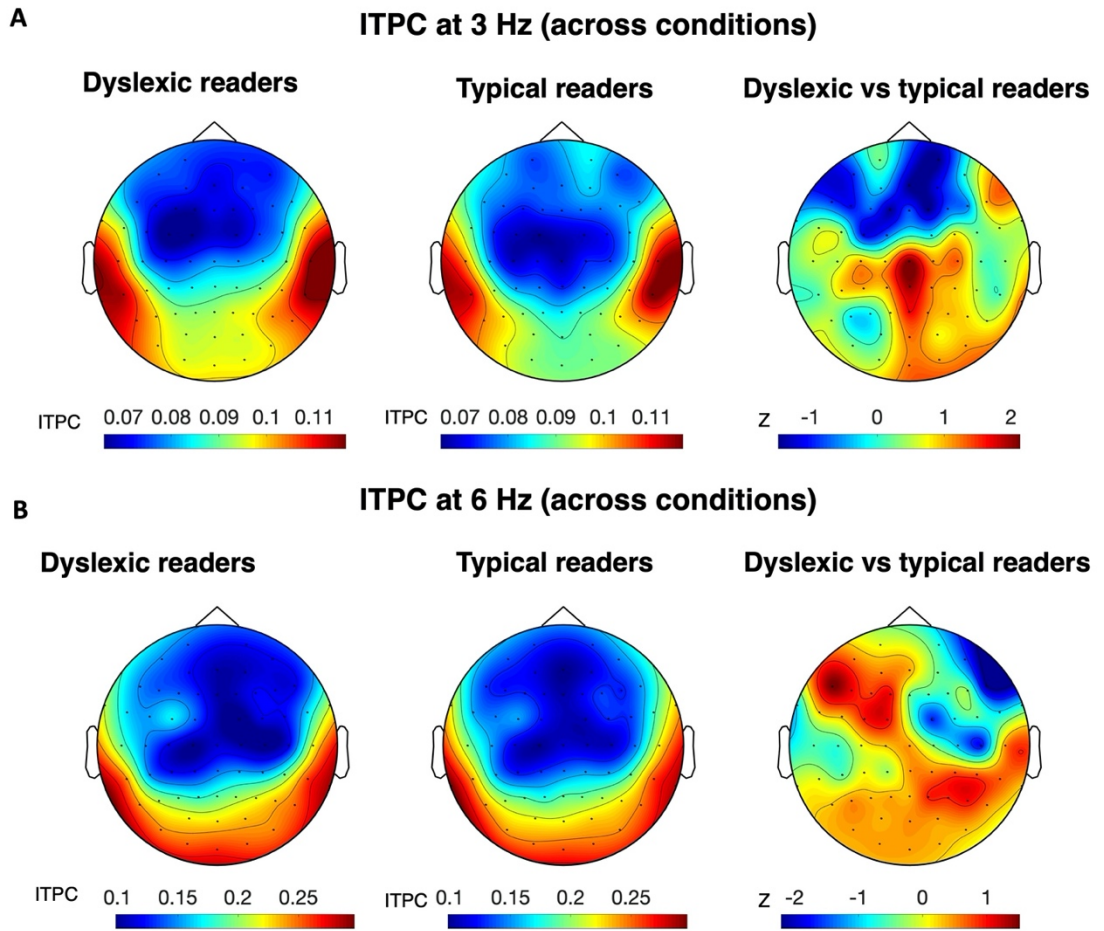 A
ITPC at 3 Hz (across conditions)
Dyslexic readers
Typical readers
Dyslexic vs typical readers
ITPC 0.07 0.08 0.09 0.1 0.11
ITPC 0.07 0.08 0.09 0.1 0.11
Z -1 0 1 2
B
ITPC at 6 Hz (across conditions)
Dyslexic readers
Typical readers
Dyslexic vs typical readers
ITPC 0.1 0.15 0.2 0.25
ITPC 0.1 0.15 0.2 0.25
Z -2 -1 0 1